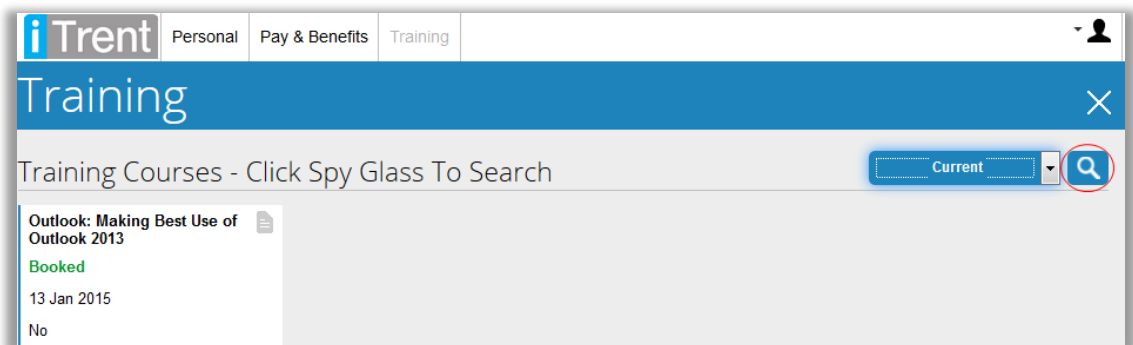 iTrent Personal Pay & Benefits Training
Training
Training Courses - Click Spy Glass To Search Current
Outlook: Making Best Use of
Outlook 2013
Booked
13 Jan 2015
No